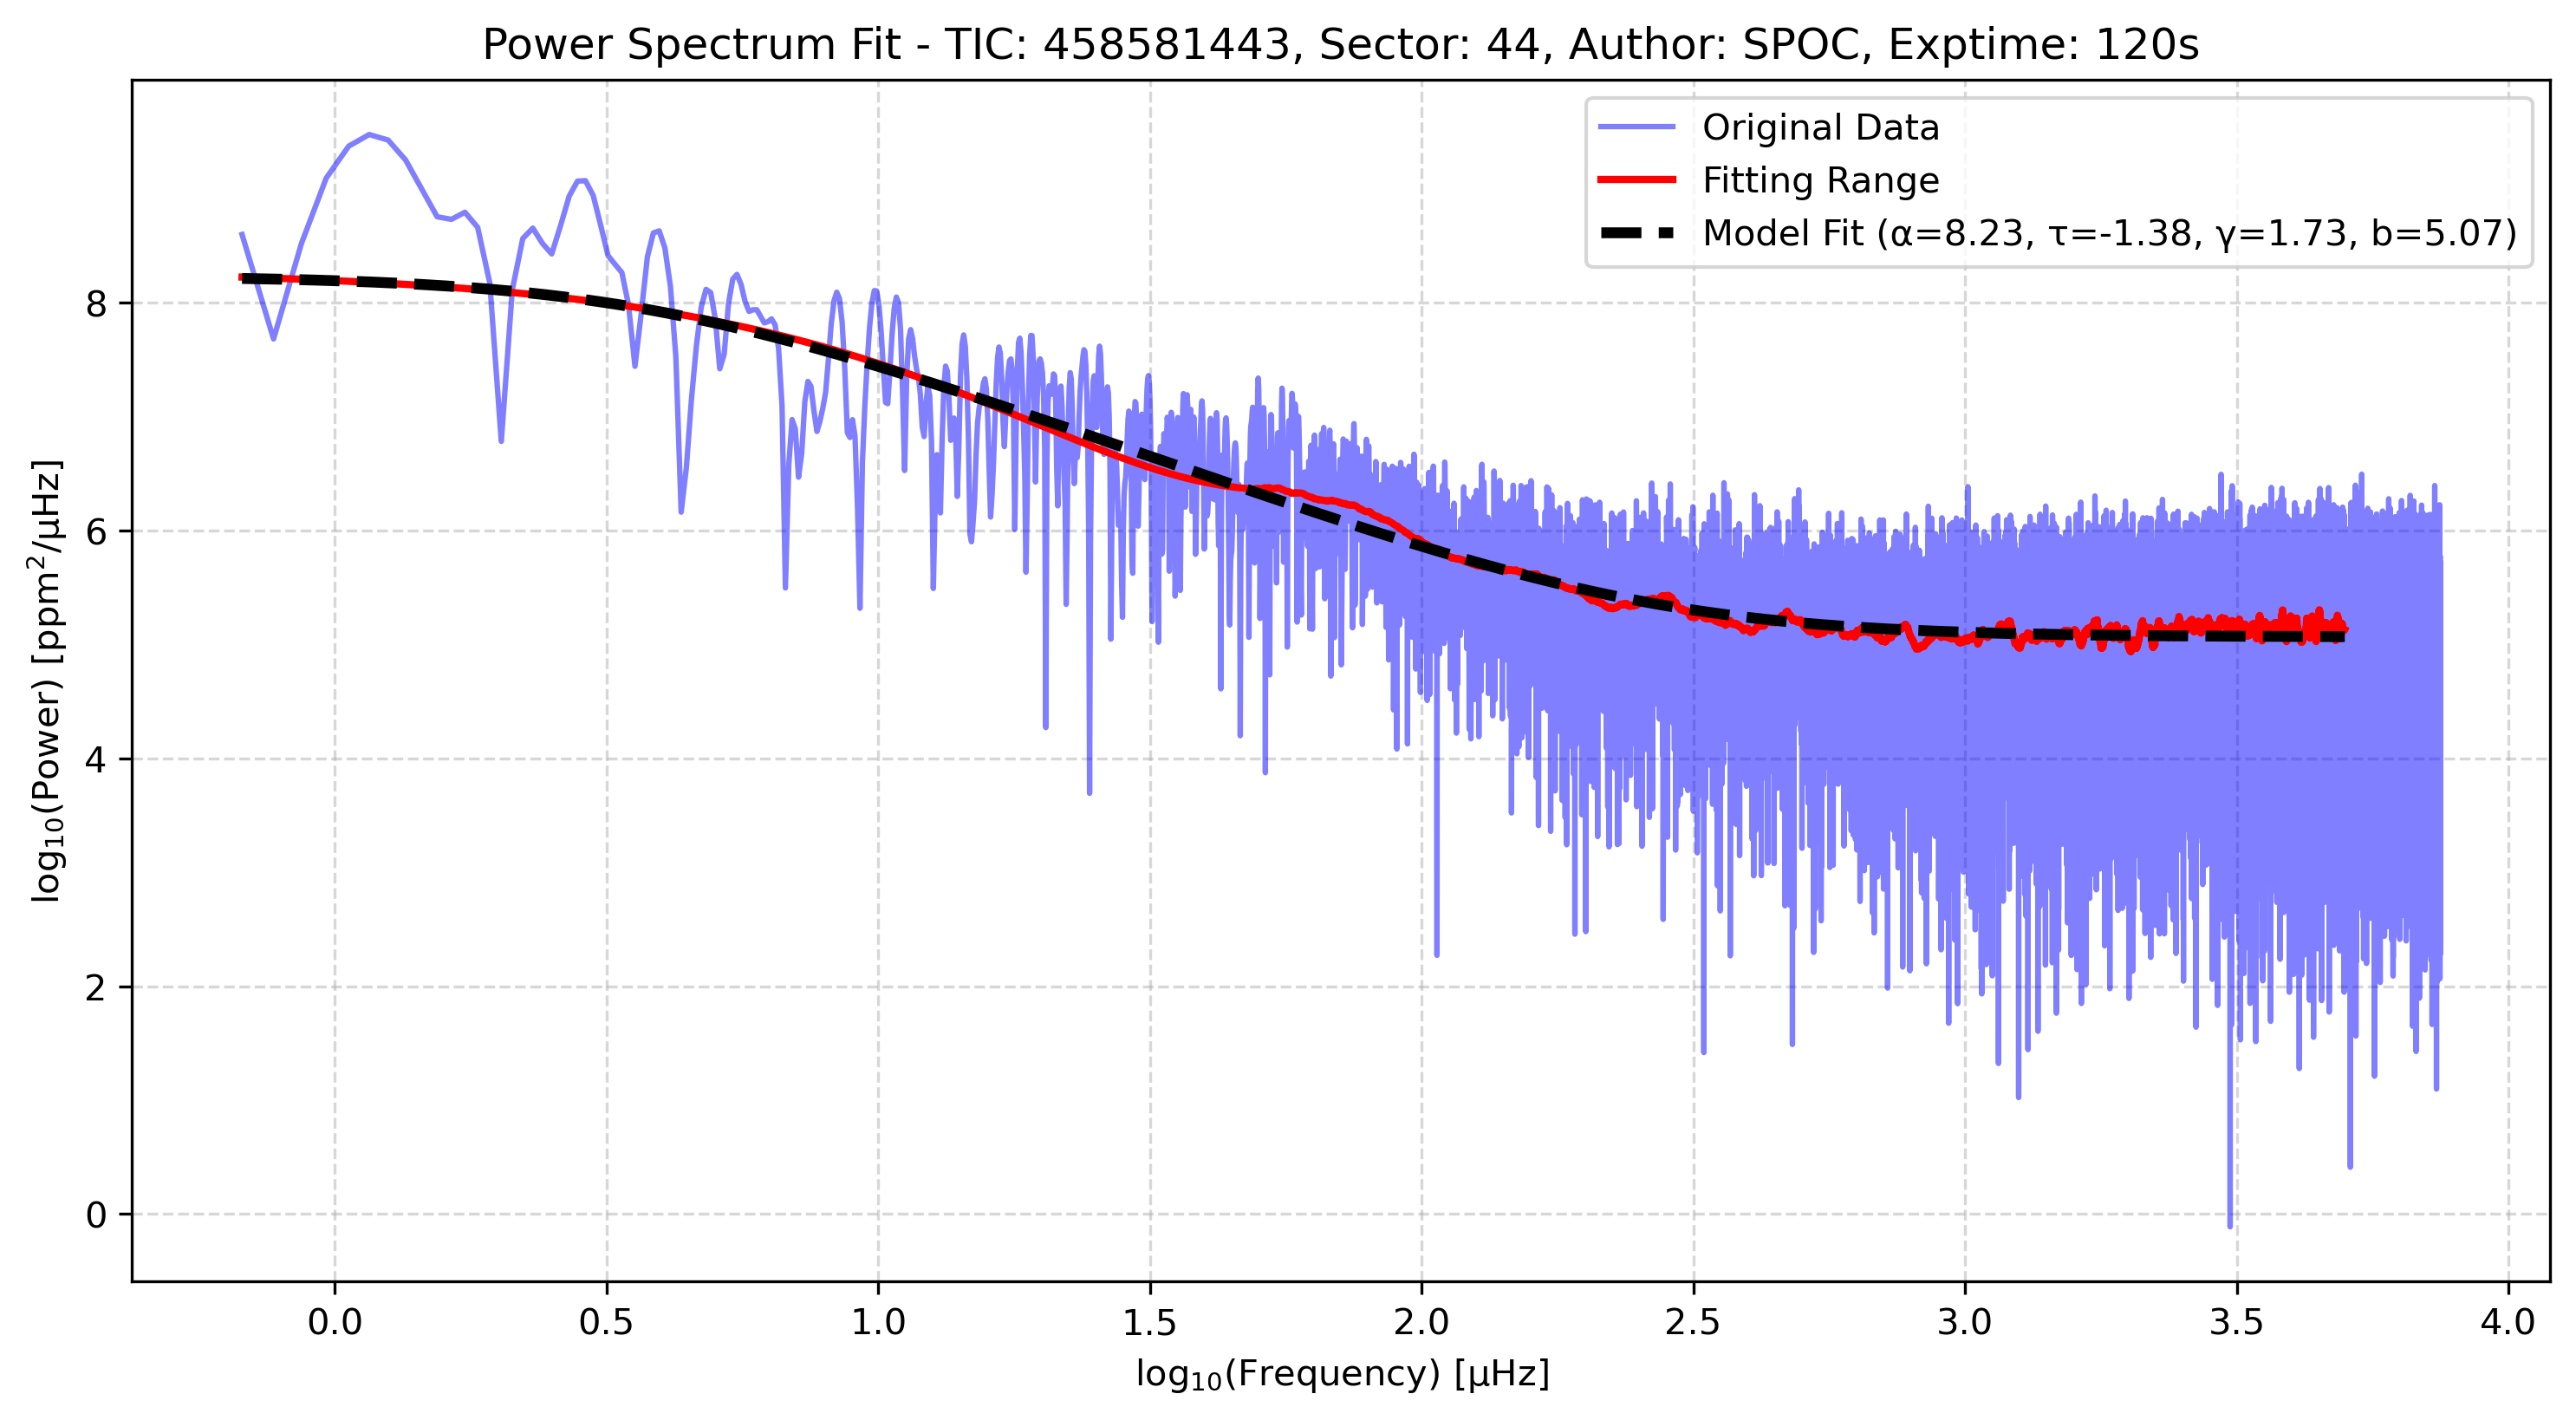 Power Spectrum Fit - TIC: 458581443, Sector: 44, Author: SPOC, Exptime: 120s
Original Data
Fitting Range
Model Fit (α=8.23, τ=-1.38, γ=1.73, b=5.07)
log₁₀(Power) [ppm²/μHz]
8
6
4
2
0
0.0 0.5 1.0 1.5 2.0 2.5 3.0 3.5 4.0
log₁₀(Frequency) [μHz]